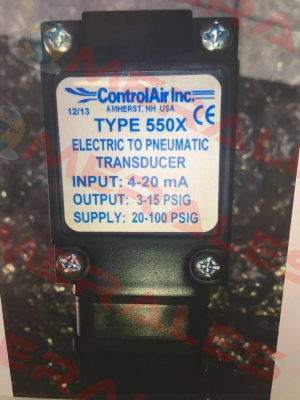 ControlAir Inc.
12/13 AMHERST, NH USA CE
TYPE 550X
ELECTRIC TO PNEUMATIC
TRANSDUCER
INPUT: 4-20 mA
OUTPUT: 3-15 PSIG
SUPPLY: 20-100 PSIG